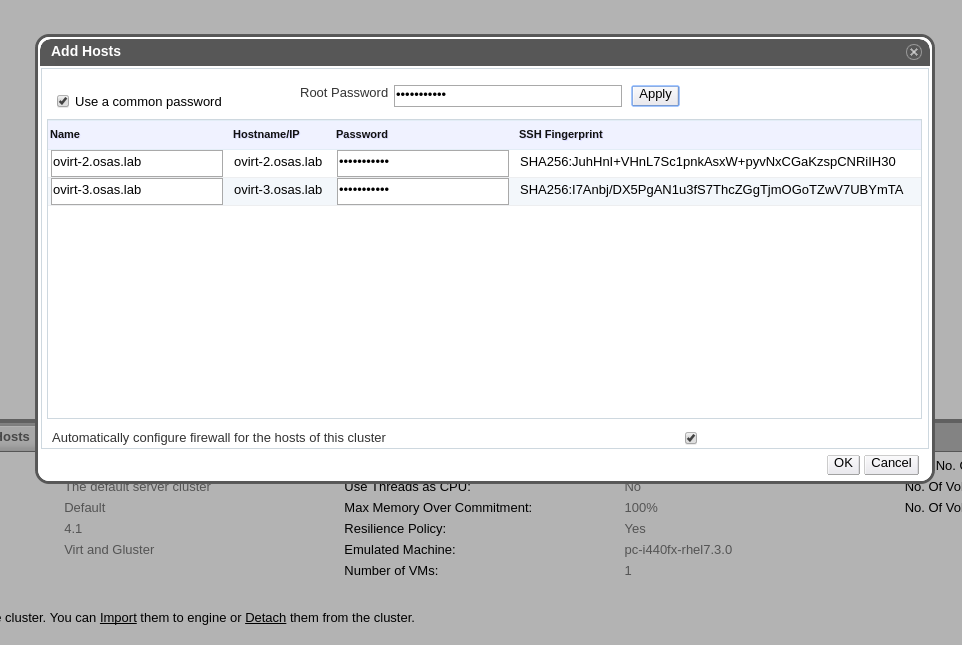 Add Hosts
Use a common password
Root Password ••••••••••• Apply
Name Hostname/IP Password SSH Fingerprint
ovirt-2.osas.lab ovirt-2.osas.lab ••••••••••• SHA256:JuhHnI+VHnL7Sc1pnkAsxW+pyvNxCGaKzspCNRiIH30
ovirt-3.osas.lab ovirt-3.osas.lab ••••••••••• SHA256:I7Anbj/DX5PgAN1u3fS7ThcZGgTjmOGoTZwV7UBYmTA
Automatically configure firewall for the hosts of this cluster
Hosts
OK Cancel
No.
The default server cluster Use Threads as CPU: No No. Of Vo
Default Max Memory Over Commitment: 100% No. Of Vo
4.1 Resilience Policy: Yes
Virt and Gluster Emulated Machine: pc-i440fx-rhel7.3.0
Number of VMs: 1
cluster. You can Import them to engine or Detach them from the cluster.